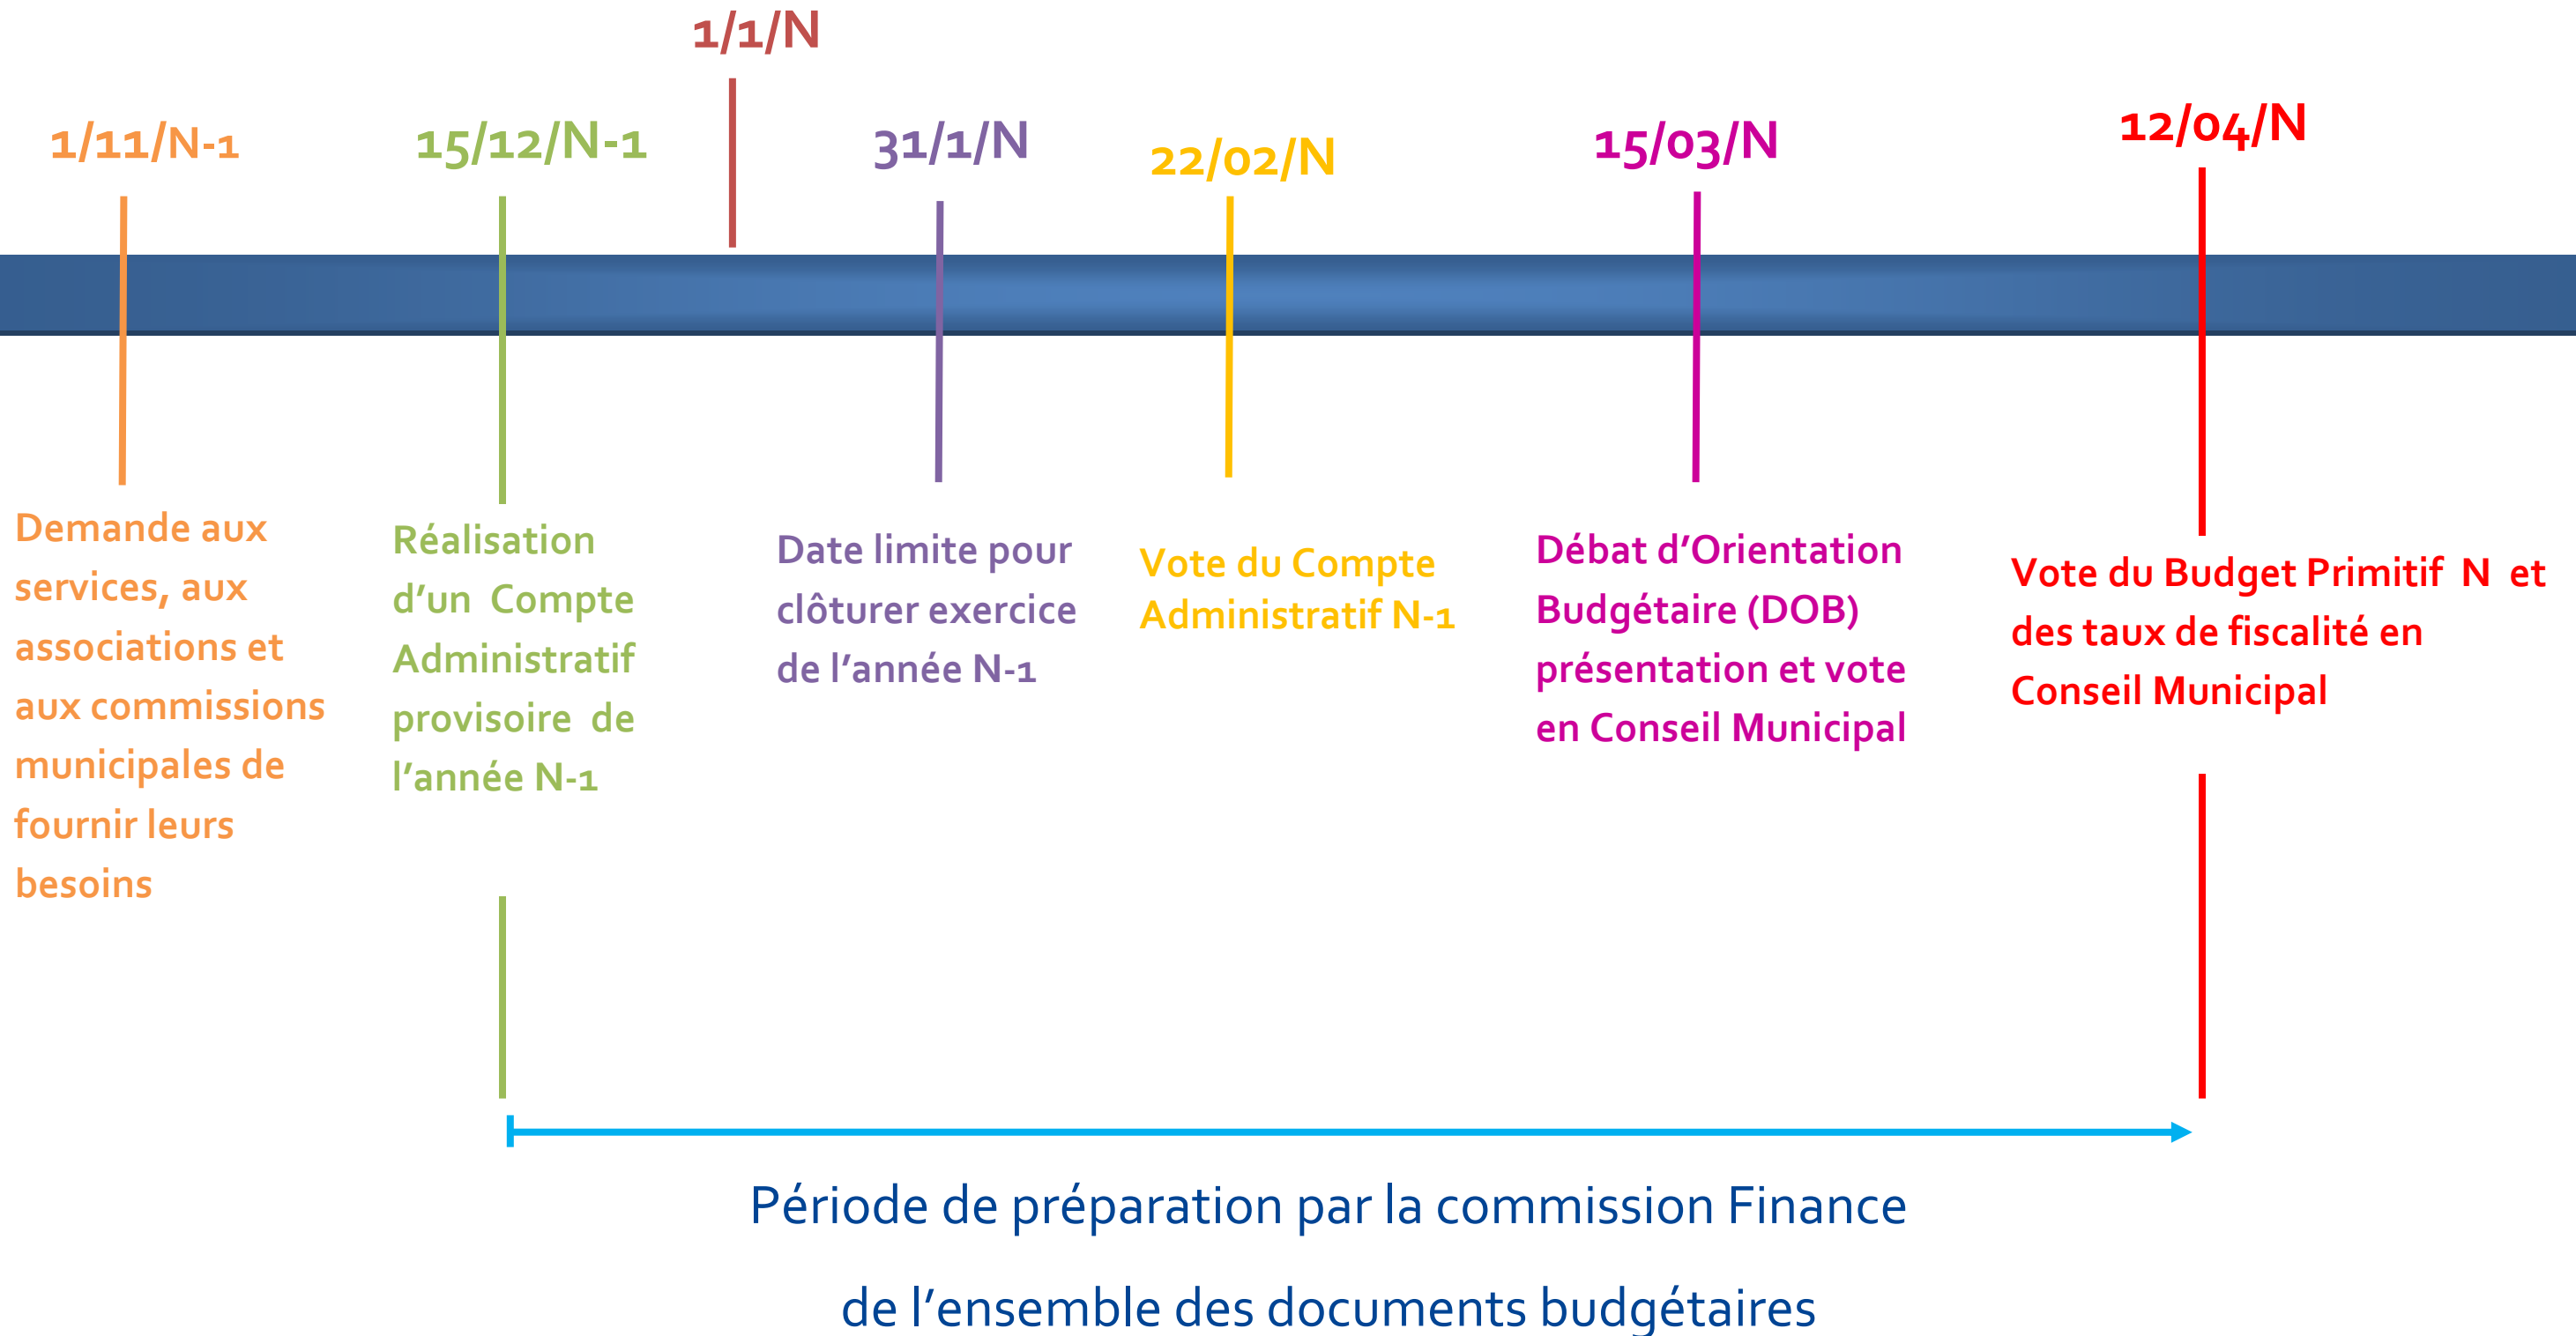 1/1/N
1/11/N-1
15/12/N-1
31/1/N
22/02/N
15/03/N
12/04/N
Demande aux
services, aux
associations et
aux commissions
municipales de
fournir leurs
besoins
Réalisation
d’un Compte
Administratif
provisoire de
l’année N-1
Date limite pour
clôturer exercice
de l’année N-1
Vote du Compte
Administratif N-1
Débat d’Orientation
Budgétaire (DOB)
présentation et vote
en Conseil Municipal
Vote du Budget Primitif N et
des taux de fiscalité en
Conseil Municipal
Période de préparation par la commission Finance
de l’ensemble des documents budgétaires